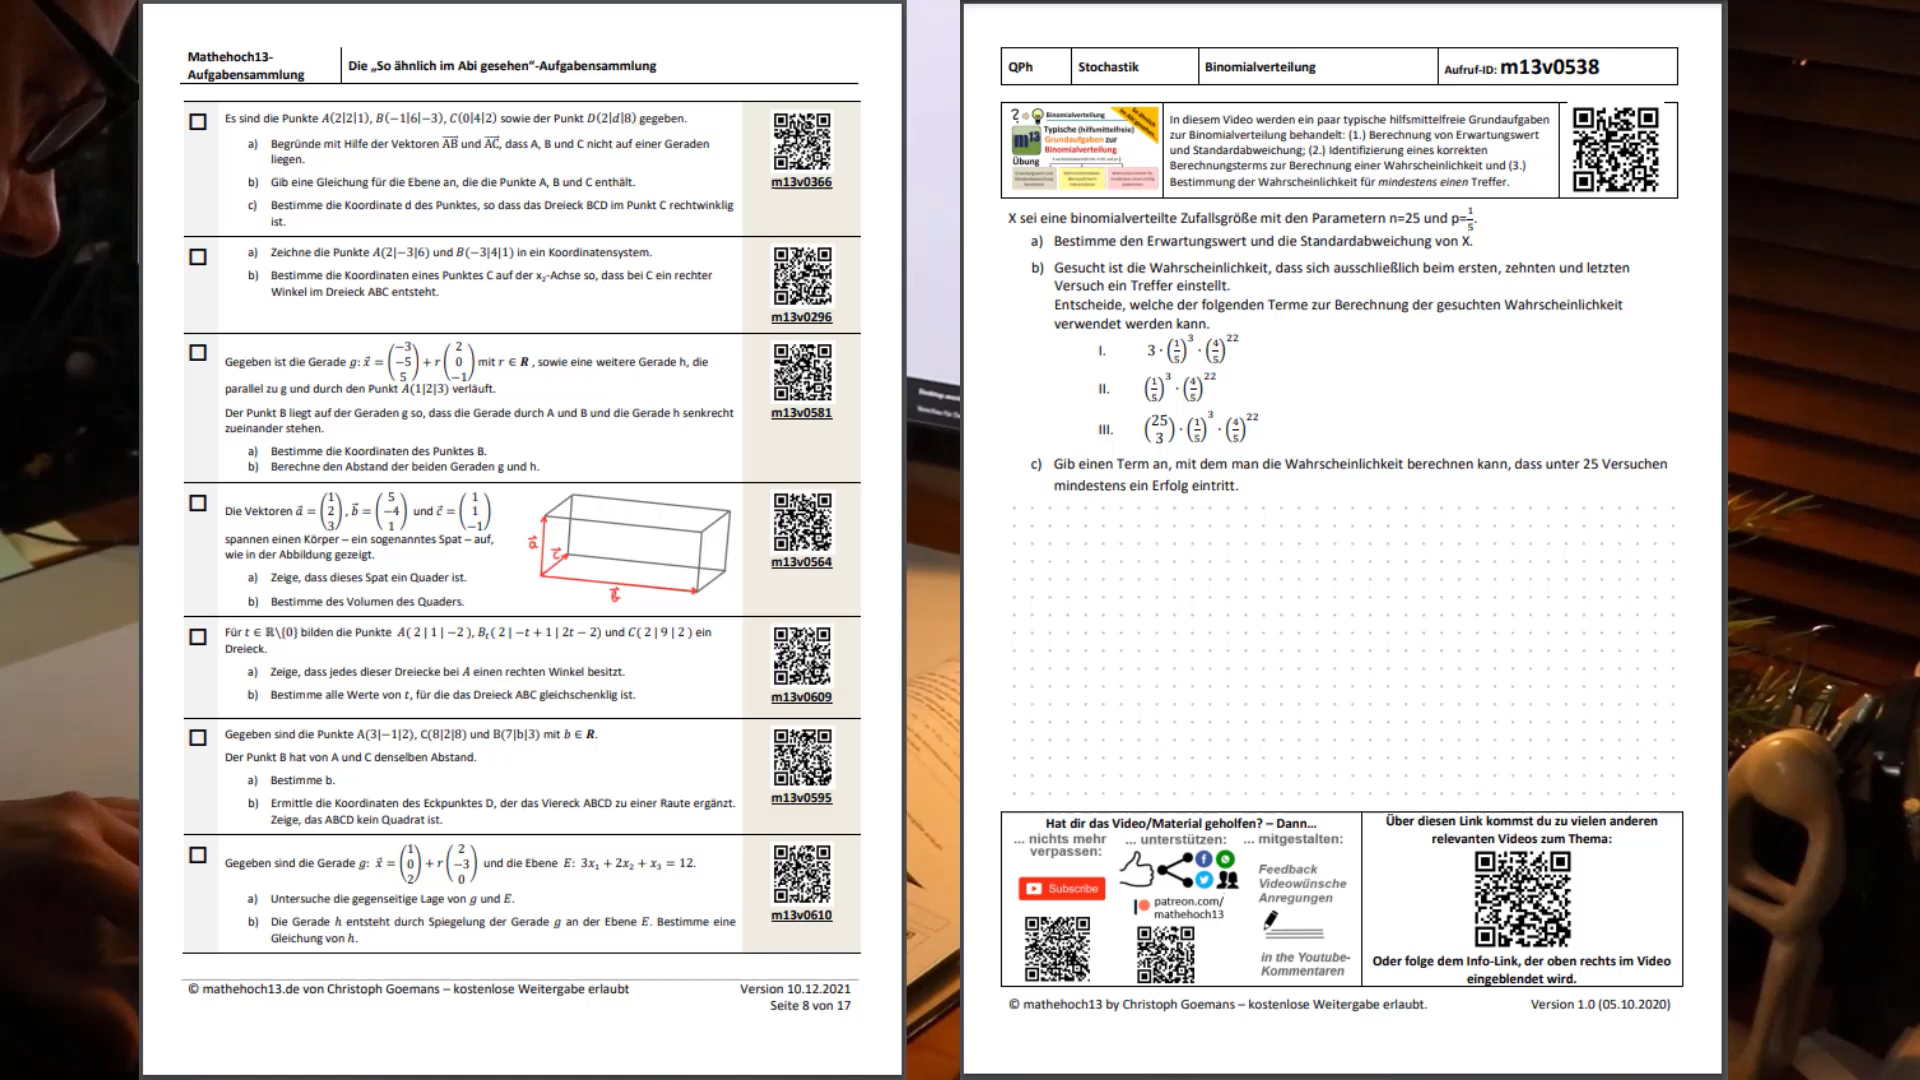 Mathehoch13-
Aufgabensammlung
Die „So ähnlich im Abi gesehen“-Aufgabensammlung
Es sind die Punkte A(2|2|1), B(−1|6|−3), C(0|4|2) sowie der Punkt D(2|d|8) gegeben.
a) Begründe mit Hilfe der Vektoren A⃗B⃗ und A⃗C⃗, dass A, B und C nicht auf einer Geraden
liegen.
b) Gib eine Gleichung für die Ebene an, die die Punkte A, B und C enthält.
c) Bestimme die Koordinate d des Punktes, so dass das Dreieck BCD im Punkt C rechtwinklig
ist.
m13v0366
a) Zeichne die Punkte A(2|−3|6) und B(−3|4|1) in ein Koordinatensystem.
b) Bestimme die Koordinaten eines Punktes C auf der x₂-Achse so, dass bei C ein rechter
Winkel im Dreieck ABC entsteht.
m13v0296
Gegeben ist die Gerade g: x⃗ = (−3 −5 5) + r (2 0 −1) mit r ∈ R , sowie eine weitere Gerade h, die
parallel zu g und durch den Punkt A(1|2|3) verläuft.
Der Punkt B liegt auf der Geraden g so, dass die Gerade durch A und B und die Gerade h senkrecht
zueinander stehen.
a) Bestimme die Koordinaten des Punktes B.
b) Berechne den Abstand der beiden Geraden g und h.
m13v0581
Die Vektoren a⃗ = (1 2 3), b⃗ = (5 −4 1) und c⃗ = (1 1 −1)
spannen einen Körper – ein sogenanntes Spat – auf,
wie in der Abbildung gezeigt.
a) Zeige, dass dieses Spat ein Quader ist.
b) Bestimme des Volumen des Quaders.
a⃗
c⃗
b⃗
m13v0564
Für t ∈ ℝ\{0} bilden die Punkte A( 2 | 1 | −2 ), Bₜ( 2 | −t + 1 | 2t − 2) und C( 2 | 9 | 2 ) ein
Dreieck.
a) Zeige, dass jedes dieser Dreiecke bei A einen rechten Winkel besitzt.
b) Bestimme alle Werte von t, für die das Dreieck ABC gleichschenklig ist.
m13v0609
Gegeben sind die Punkte A(3|−1|2), C(8|2|8) und B(7|b|3) mit b ∈ R.
Der Punkt B hat von A und C denselben Abstand.
a) Bestimme b.
b) Ermittle die Koordinaten des Eckpunktes D, der das Viereck ABCD zu einer Raute ergänzt.
Zeige, das ABCD kein Quadrat ist.
m13v0595
Gegeben sind die Gerade g: x⃗ = (1 0 2) + r (2 −3 0) und die Ebene E: 3x₁ + 2x₂ + x₃ = 12.
a) Untersuche die gegenseitige Lage von g und E.
b) Die Gerade h entsteht durch Spiegelung der Gerade g an der Ebene E. Bestimme eine
Gleichung von h.
m13v0610
© mathehoch13.de von Christoph Goemans – kostenlose Weitergabe erlaubt
Version 10.12.2021
Seite 8 von 17
QPh
Stochastik
Binomialverteilung
Aufruf-ID: m13v0538
Binomialverteilung
Typische (hilfsmittelfreie)
Grundaufgaben zur
Binomialverteilung
m13
Übung
In diesem Video werden ein paar typische hilfsmittelfreie Grundaufgaben
zur Binomialverteilung behandelt: (1.) Berechnung von Erwartungswert
und Standardabweichung; (2.) Identifizierung eines korrekten
Berechnungsterms zur Berechnung einer Wahrscheinlichkeit und (3.)
Bestimmung der Wahrscheinlichkeit für mindestens einen Treffer.
X sei eine binomialverteilte Zufallsgröße mit den Parametern n=25 und p=1/5.
a) Bestimme den Erwartungswert und die Standardabweichung von X.
b) Gesucht ist die Wahrscheinlichkeit, dass sich ausschließlich beim ersten, zehnten und letzten
Versuch ein Treffer einstellt.
Entscheide, welche der folgenden Terme zur Berechnung der gesuchten Wahrscheinlichkeit
verwendet werden kann.
I. 3 · (1/5)³ · (4/5)²²
II. (1/5)³ · (4/5)²²
III. (25 3) · (1/5)³ · (4/5)²²
c) Gib einen Term an, mit dem man die Wahrscheinlichkeit berechnen kann, dass unter 25 Versuchen
mindestens ein Erfolg eintritt.
Hat dir das Video/Material geholfen? – Dann...
... nichts mehr
verpassen:
Subscribe
... unterstützen:
patreon.com/
mathehoch13
... mitgestalten:
Feedback
Videowünsche
Anregungen
in the Youtube-
Kommentaren
Über diesen Link kommst du zu vielen anderen
relevanten Videos zum Thema:
Oder folge dem Info-Link, der oben rechts im Video
eingeblendet wird.
© mathehoch13 by Christoph Goemans – kostenlose Weitergabe erlaubt.
Version 1.0 (05.10.2020)